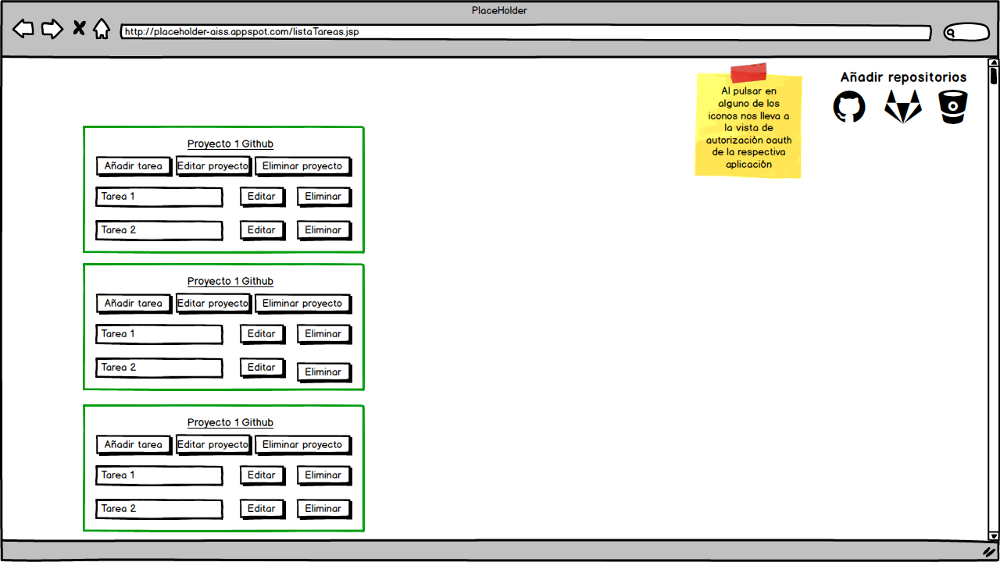 PlaceHolder
http://placeholder-aiss.appspot.com/listaTareas.jsp
Añadir repositorios
Al pulsar en
alguno de los
iconos nos lleva a
la vista de
autorización oauth
de la respectiva
aplicación
Proyecto 1 Github
Añadir tarea Editar proyecto Eliminar proyecto
Tarea 1 Editar Eliminar
Tarea 2 Editar Eliminar
Proyecto 1 Github
Añadir tarea Editar proyecto Eliminar proyecto
Tarea 1 Editar Eliminar
Tarea 2 Editar Eliminar
Proyecto 1 Github
Añadir tarea Editar proyecto Eliminar proyecto
Tarea 1 Editar Eliminar
Tarea 2 Editar Eliminar